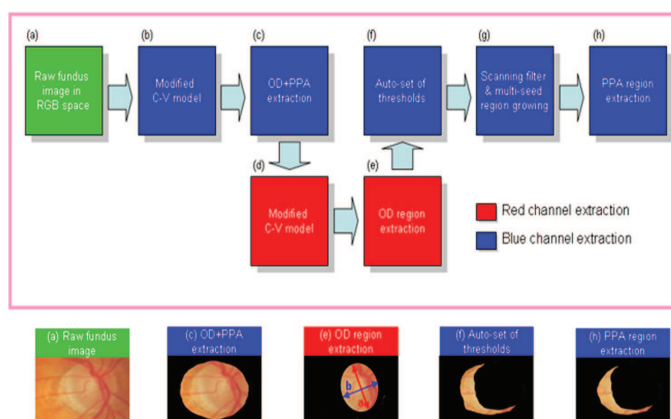 (a)
(b)
(c)
(f)
(g)
(h)
Raw fundus
image in
RGB space
Modified
C-V model
OD+PPA
extraction
Auto-set of
thresholds
Scanning filter
& multi-seed
region growing
PPA region
extraction
(d)
(e)
Modified
C-V model
OD region
extraction
Red channel extraction
Blue channel extraction
(a) Raw fundus
image
(c) OD+PPA
extraction
(e) OD region
extraction
(f) Auto-set of
thresholds
(h) PPA region
extraction
b